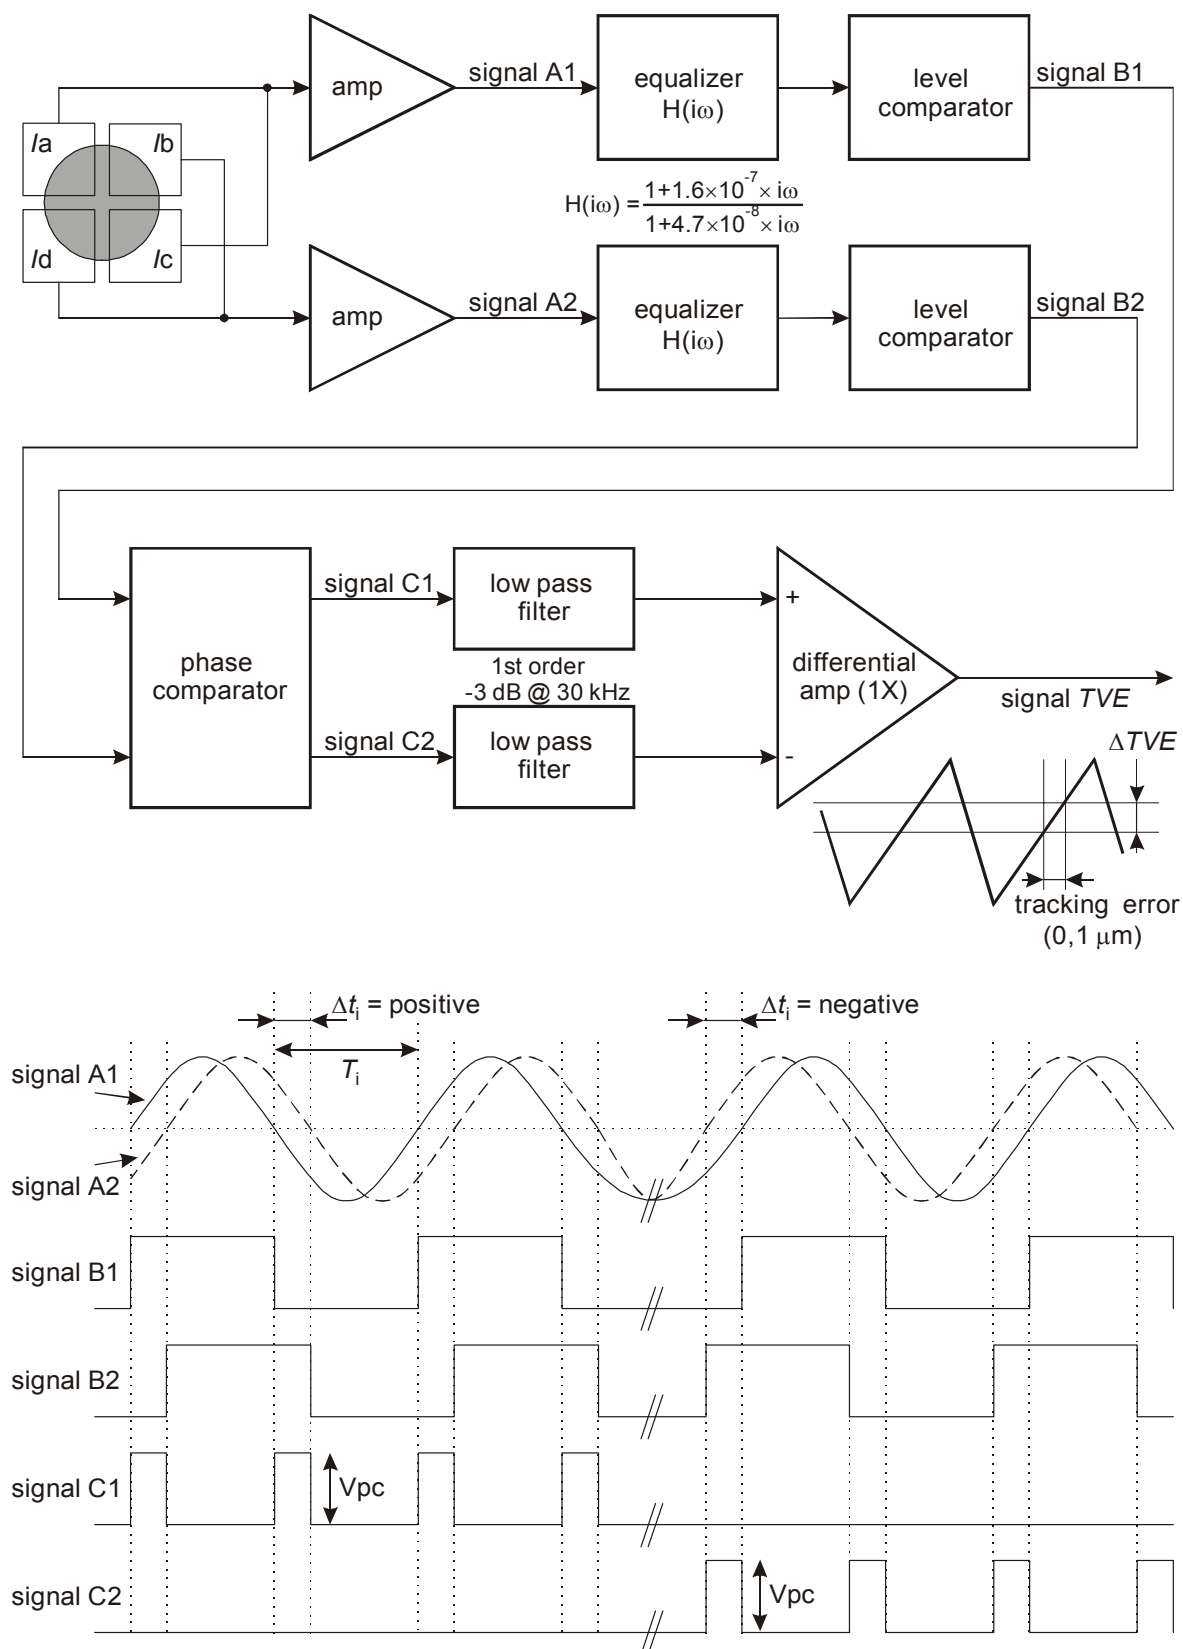 amp
signal A1
equalizer
H(iω)
level
comparator
signal B1
Ia
Ib
Id
Ic
H(iω) = 1+1.6×10⁻⁷× iω
1+4.7×10⁻⁸× iω
amp
signal A2
equalizer
H(iω)
level
comparator
signal B2
phase
comparator
signal C1
low pass
filter
1st order
-3 dB @ 30 kHz
signal C2
low pass
filter
+
differential
amp (1X)
-
signal TVE
ΔTVE
tracking error
(0,1 μm)
Δtᵢ = positive
Δtᵢ = negative
Tᵢ
signal A1
signal A2
signal B1
signal B2
signal C1
Vpc
signal C2
Vpc